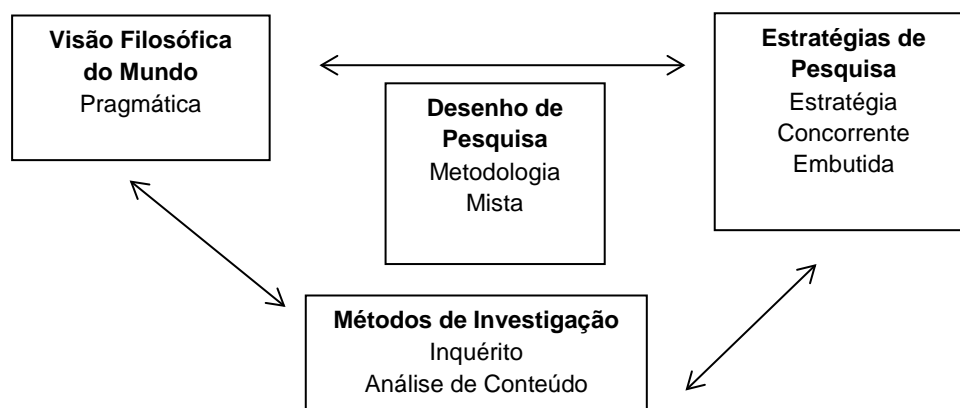 Visão Filosófica
do Mundo
Pragmática
Desenho de
Pesquisa
Metodologia
Mista
Estratégias de
Pesquisa
Estratégia
Concorrente
Embutida
Métodos de Investigação
Inquérito
Análise de Conteúdo